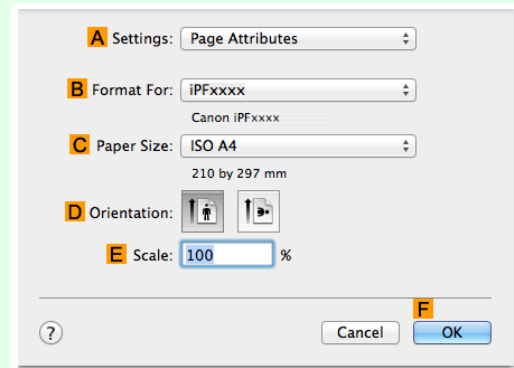 A Settings: Page Attributes
B Format For: iPFxxxx
Canon iPFxxxx
C Paper Size: ISO A4
210 by 297 mm
D Orientation:
E Scale: 100 %
F
? Cancel OK